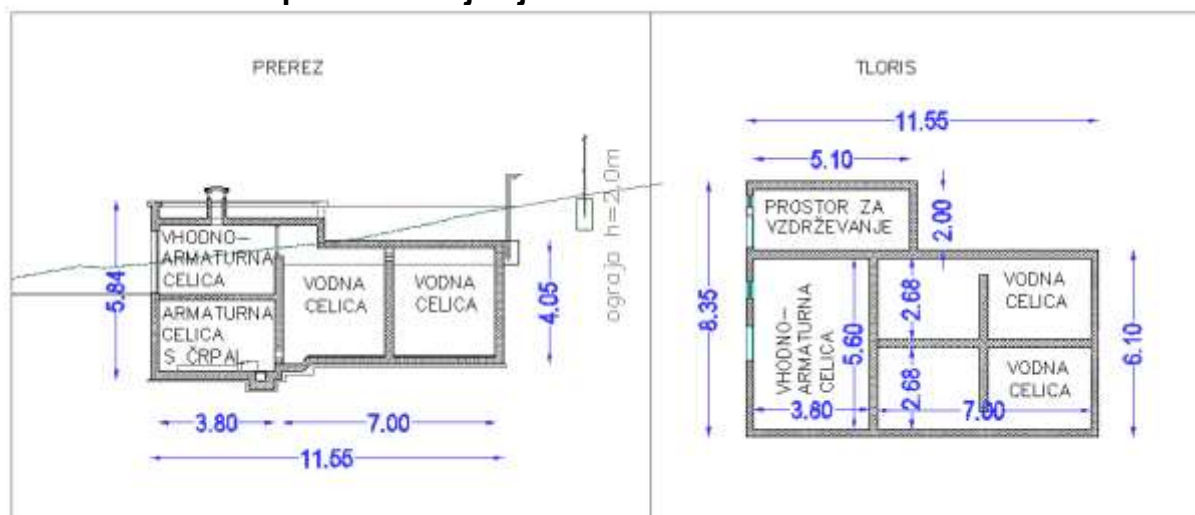 PREREZ
VHODNO-
ARMATURNA
CELICA
ARMATURNA
CELICA
S ČRPAL
VODNA
CELICA
VODNA
CELICA
5.84
4.05
3.80
7.00
11.55
ograja h=2.0m
TLORIS
11.55
5.10
PROSTOR ZA
VZDRŽEVANJE
2.00
8.35
VHODNO-
ARMATURNA
CELICA
5.60
3.80
2.68
2.68
VODNA
CELICA
VODNA
CELICA
7.00
6.10